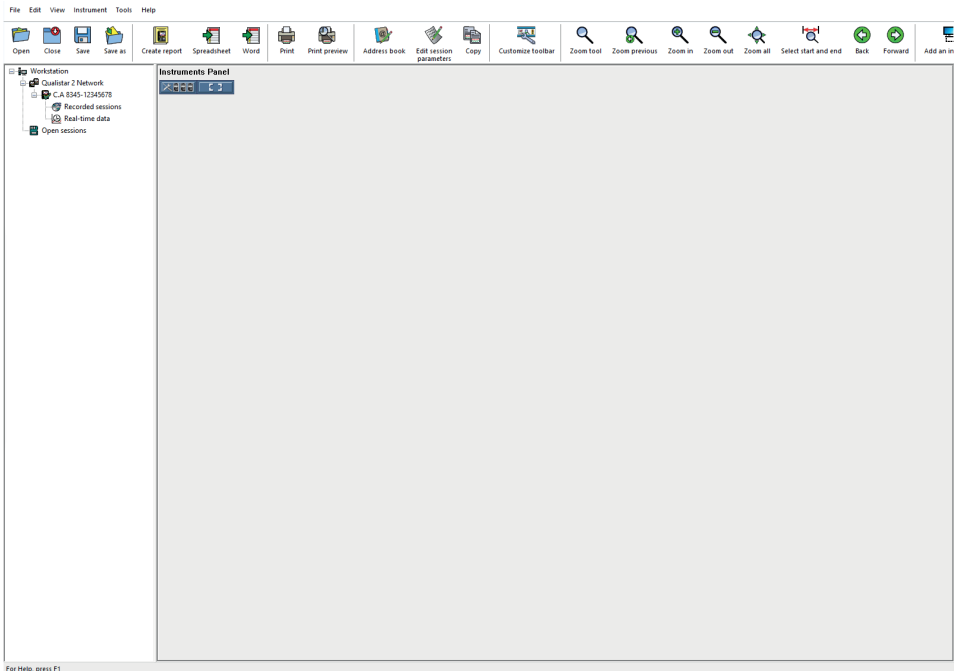 File Edit View Instrument Tools Help
Open Close Save Save as Create report Spreadsheet Word Print Print preview Address book Edit session parameters Copy Customize toolbar Zoom tool Zoom previous Zoom in Zoom out Zoom all Select start and end Back Forward Add an in
Workstation
Qualistar 2 Network
C.A 8345-12345678
Recorded sessions
Real-time data
Open sessions
Instruments Panel
For Help, press F1